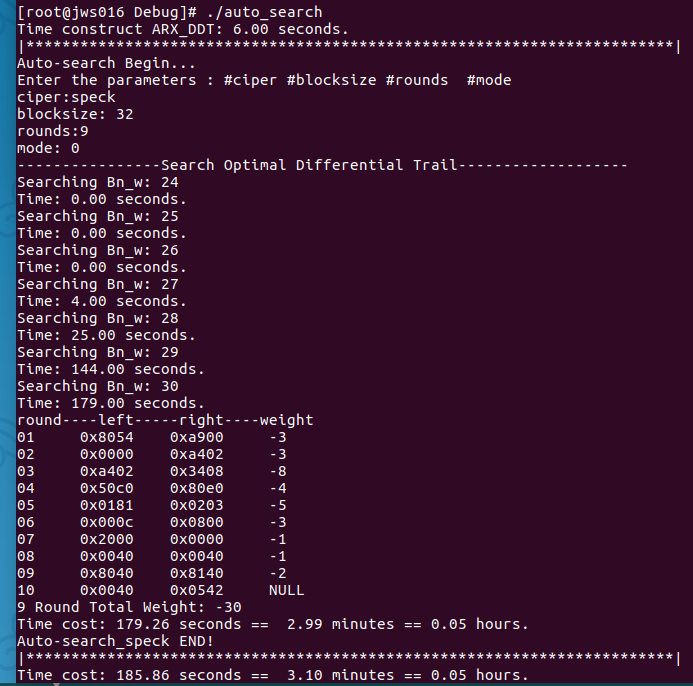 [root@jws016 Debug]# ./auto_search
Time construct ARX_DDT: 6.00 seconds.
|************************************************************************|
Auto-search Begin...
Enter the parameters : #ciper #blocksize #rounds  #mode
ciper:speck
blocksize: 32
rounds:9
mode: 0
----------------Search Optimal Differential Trail-------------------
Searching Bn_w: 24
Time: 0.00 seconds.
Searching Bn_w: 25
Time: 0.00 seconds.
Searching Bn_w: 26
Time: 0.00 seconds.
Searching Bn_w: 27
Time: 4.00 seconds.
Searching Bn_w: 28
Time: 25.00 seconds.
Searching Bn_w: 29
Time: 144.00 seconds.
Searching Bn_w: 30
Time: 179.00 seconds.
round----left-----right----weight
01     0x8054    0xa900     -3
02     0x0000    0xa402     -3
03     0xa402    0x3408     -8
04     0x50c0    0x80e0     -4
05     0x0181    0x0203     -5
06     0x000c    0x0800     -3
07     0x2000    0x0000     -1
08     0x0040    0x0040     -1
09     0x8040    0x8140     -2
10     0x0040    0x0542     NULL
9 Round Total Weight: -30
Time cost: 179.26 seconds ==  2.99 minutes == 0.05 hours.
Auto-search_speck END!
|************************************************************************|
Time cost: 185.86 seconds ==  3.10 minutes == 0.05 hours.